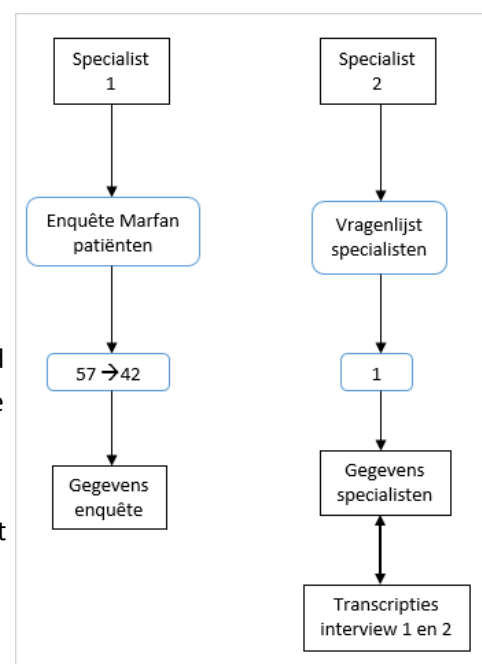 Specialist
1
Enquête Marfan
patiënten
57 → 42
Gegevens
enquête
Specialist
2
Vragenlijst
specialisten
1
Gegevens
specialisten
Transcripties
interview 1 en 2